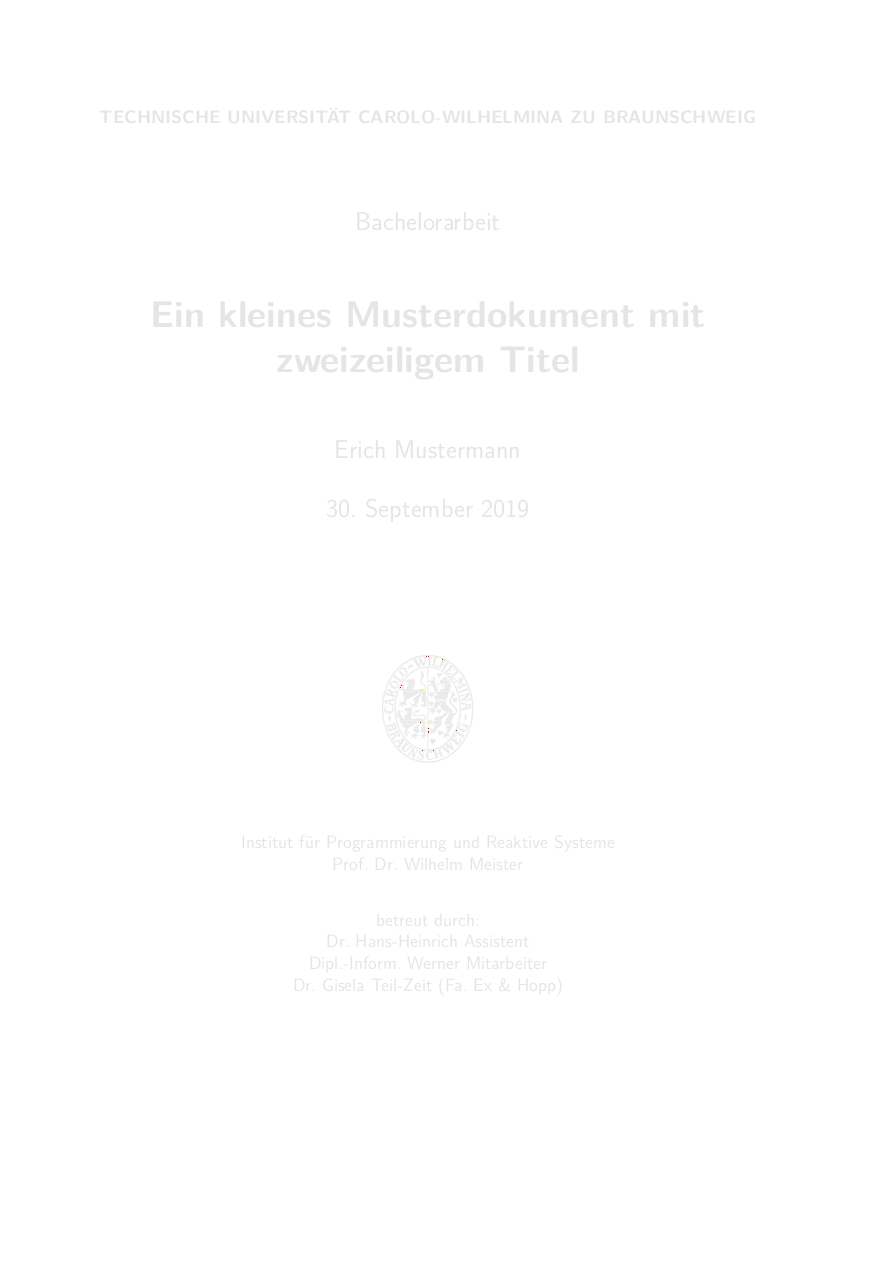 TECHNISCHE UNIVERSITÄT CAROLO-WILHELMINA ZU BRAUNSCHWEIG
Bachelorarbeit
Ein kleines Musterdokument mit
zweizeiligem Titel
Erich Mustermann
30. September 2019
CAROLO-WILHELMINA
BRAUNSCHWEIG
Institut für Programmierung und Reaktive Systeme
Prof. Dr. Wilhelm Meister
betreut durch:
Dr. Hans-Heinrich Assistent
Dipl.-Inform. Werner Mitarbeiter
Dr. Gisela Teil-Zeit (Fa. Ex & Hopp)